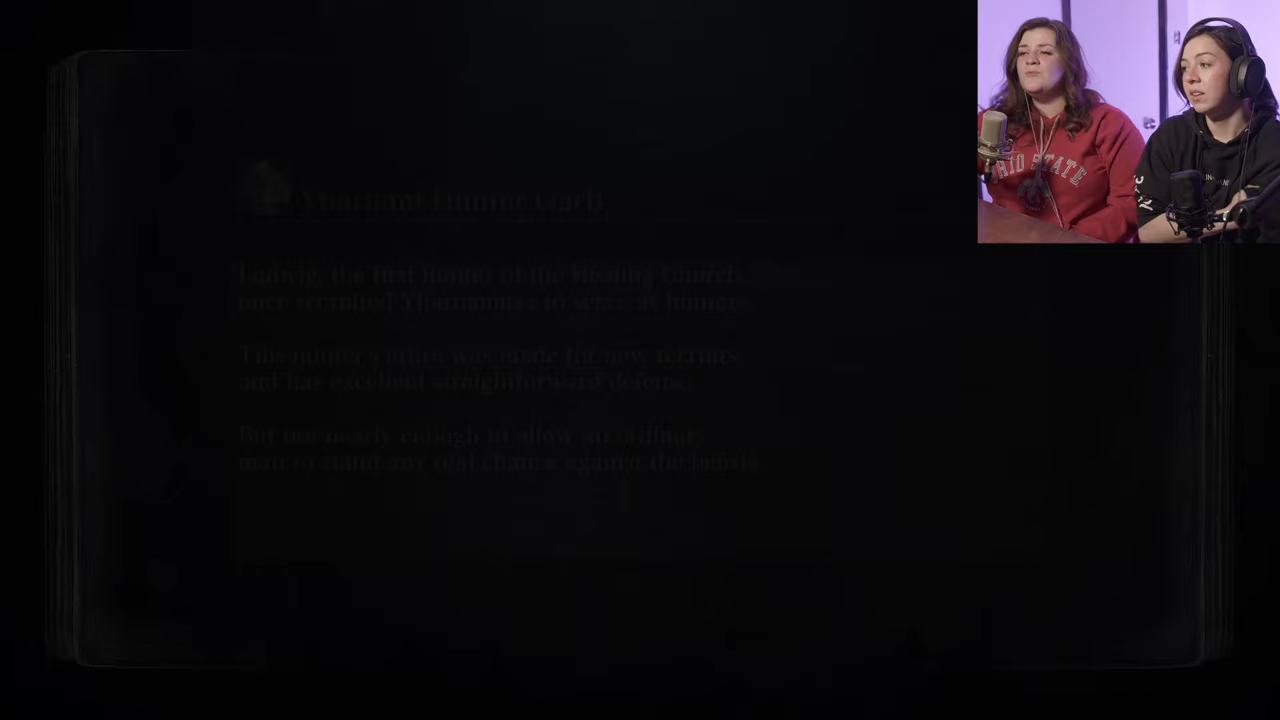 Yharnam Hunter Garb
Ludwig, the first hunter of the Healing Church,
once recruited Yharnamites to serve as hunters.
This hunter's attire was made for new recruits
and has excellent straightforward defense.
But not nearly enough to allow an ordinary
man to stand any real chance against the beasts.
OHIO STATE